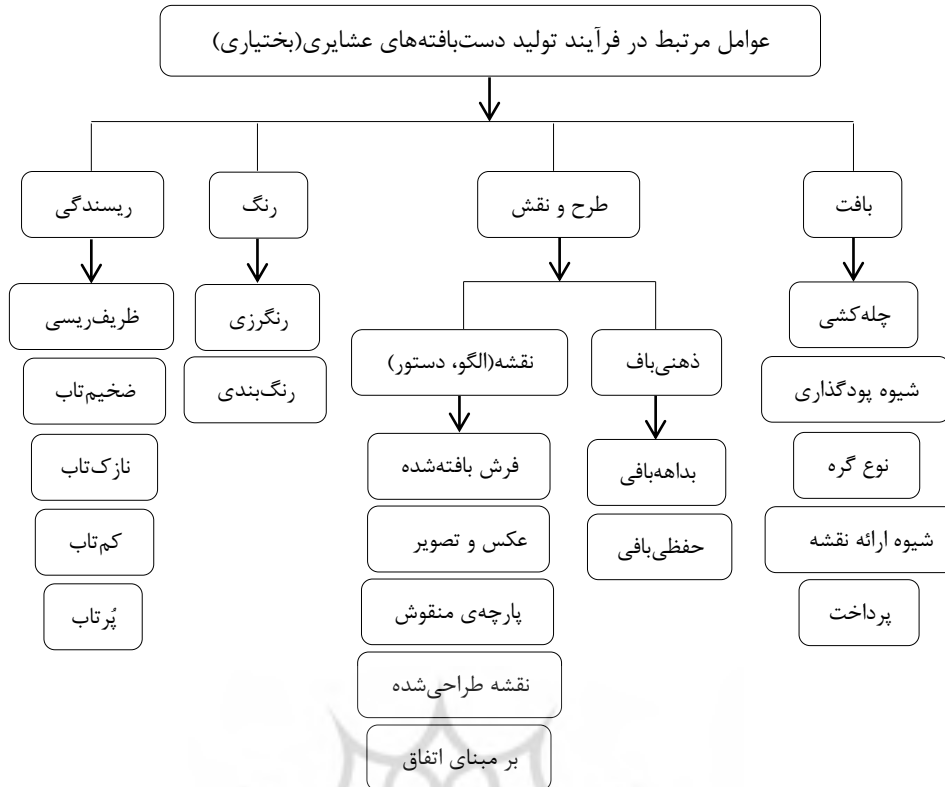 عوامل مرتبط در فرآیند تولید دست‌بافته‌های عشایری(بختیاری)
بافت
طرح و نقش
رنگ
ریسندگی
چله‌کشی
شیوه پودگذاری
نوع گره
شیوه ارائه نقشه
پرداخت
ذهنی‌باف
بداهه‌بافی
حفظی‌بافی
نقشه(الگو، دستور)
فرش بافته‌شده
عکس و تصویر
پارچه‌ی منقوش
نقشه طراحی‌شده
بر مبنای اتفاق
رنگرزی
رنگ‌بندی
ظریف‌ریسی
ضخیم‌تاب
نازک‌تاب
کم‌تاب
پُرتاب